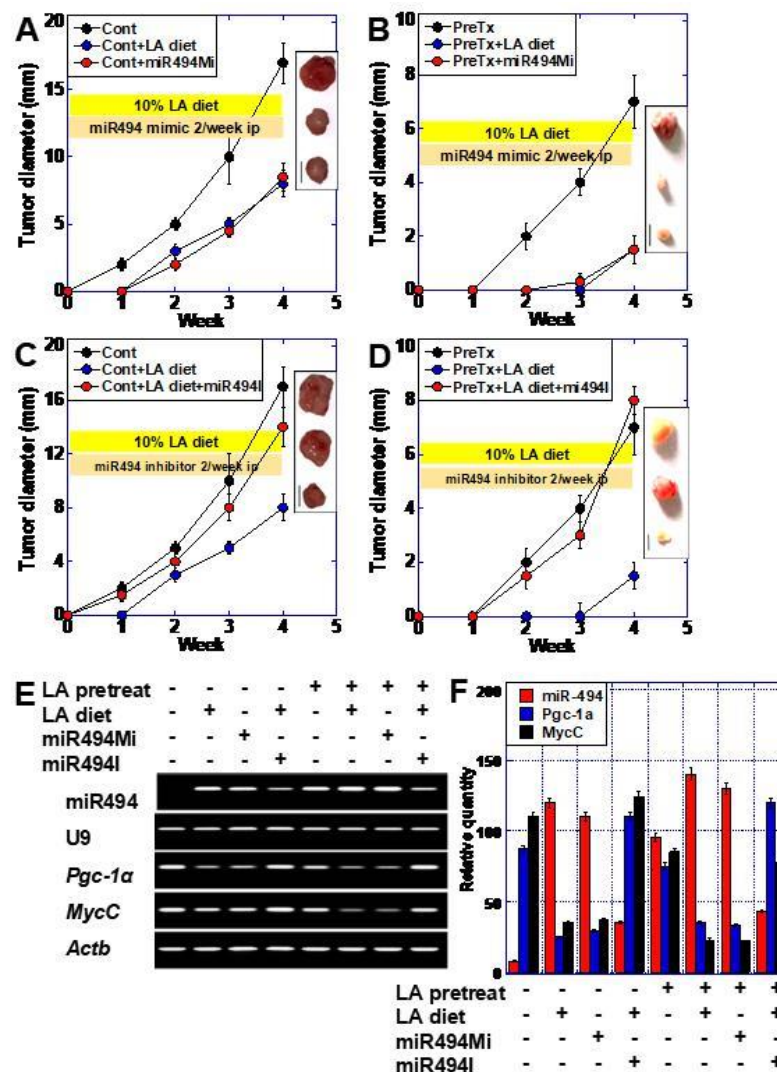 A
Cont
Cont+LA diet
Cont+miR494Mi
10% LA diet
miR494 mimic 2/week ip
Tumor diameter (mm)
20
15
10
5
0
0 1 2 3 4 5
Week
B
PreTx
PreTx+LA diet
PreTx+miR494Mi
10% LA diet
miR494 mimic 2/week ip
Tumor diameter (mm)
10
8
6
4
2
0
0 1 2 3 4 5
Week
C
Cont
Cont+LA diet
Cont+LA diet+miR494I
10% LA diet
miR494 inhibitor 2/week ip
Tumor diameter (mm)
20
16
12
8
4
0
0 1 2 3 4 5
Week
D
PreTx
PreTx+LA diet
PreTx+LA diet+mi494I
10% LA diet
miR494 inhibitor 2/week ip
Tumor diameter (mm)
10
8
6
4
2
0
0 1 2 3 4 5
Week
E
LA pretreat - - - - + + + +
LA diet - + - + - + - +
miR494Mi - - + - - - + -
miR494I - - - + - - - +
miR494
U9
Pgc-1α
MycC
Actb
F
miR-494
Pgc-1a
MycC
Relative quantity
200
150
100
50
0
LA pretreat - - - - + + + +
LA diet - + - + - + - +
miR494Mi - - + - - - + -
miR494I - - - + - - - +